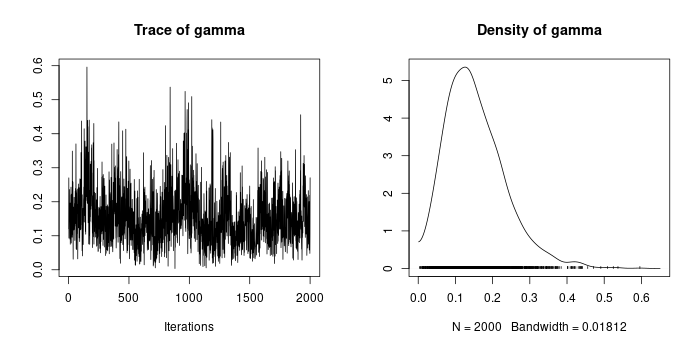 Trace of gamma
0.6
0.5
0.4
0.3
0.2
0.1
0.0
0 500 1000 1500 2000
Iterations
Density of gamma
5
4
3
2
1
0
0.0 0.1 0.2 0.3 0.4 0.5 0.6
N = 2000 Bandwidth = 0.01812